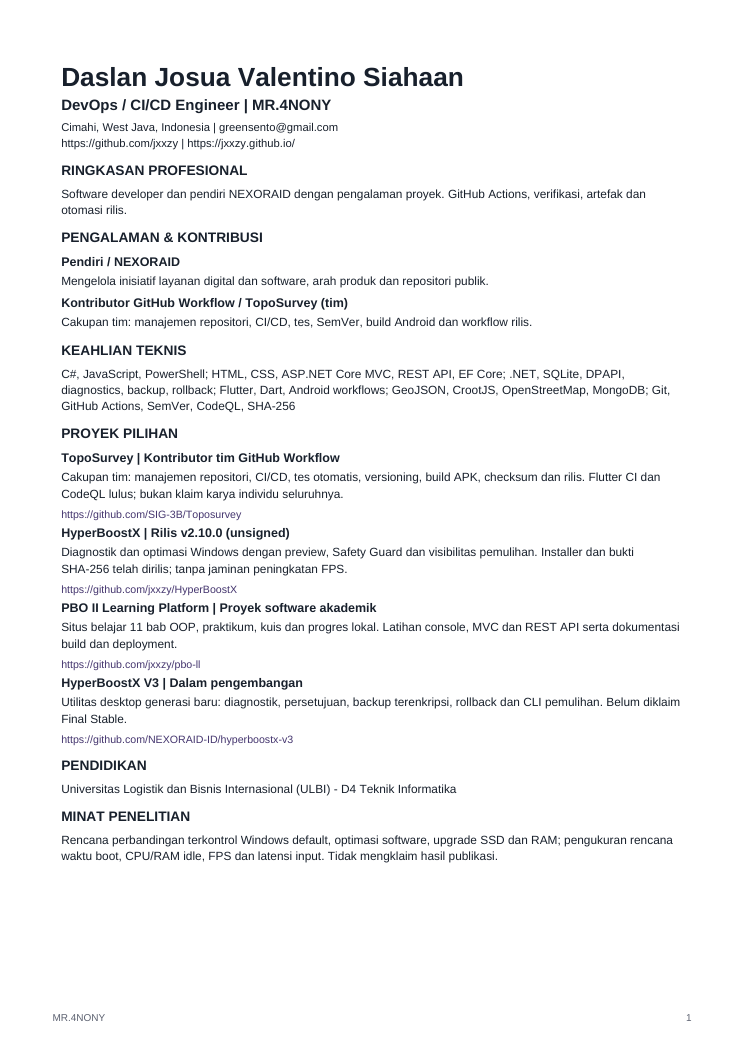 Daslan Josua Valentino Siahaan
DevOps / CI/CD Engineer | MR.4NONY
Cimahi, West Java, Indonesia | greensento@gmail.com
https://github.com/jxxzy | https://jxxzy.github.io/
RINGKASAN PROFESIONAL
Software developer dan pendiri NEXORAID dengan pengalaman proyek. GitHub Actions, verifikasi, artefak dan
otomasi rilis.
PENGALAMAN & KONTRIBUSI
Pendiri / NEXORAID
Mengelola inisiatif layanan digital dan software, arah produk dan repositori publik.
Kontributor GitHub Workflow / TopoSurvey (tim)
Cakupan tim: manajemen repositori, CI/CD, tes, SemVer, build Android dan workflow rilis.
KEAHLIAN TEKNIS
C#, JavaScript, PowerShell; HTML, CSS, ASP.NET Core MVC, REST API, EF Core; .NET, SQLite, DPAPI,
diagnostics, backup, rollback; Flutter, Dart, Android workflows; GeoJSON, CrootJS, OpenStreetMap, MongoDB; Git,
GitHub Actions, SemVer, CodeQL, SHA-256
PROYEK PILIHAN
TopoSurvey | Kontributor tim GitHub Workflow
Cakupan tim: manajemen repositori, CI/CD, tes otomatis, versioning, build APK, checksum dan rilis. Flutter CI dan
CodeQL lulus; bukan klaim karya individu seluruhnya.
https://github.com/SIG-3B/Toposurvey
HyperBoostX | Rilis v2.10.0 (unsigned)
Diagnostik dan optimasi Windows dengan preview, Safety Guard dan visibilitas pemulihan. Installer dan bukti
SHA-256 telah dirilis; tanpa jaminan peningkatan FPS.
https://github.com/jxxzy/HyperBoostX
PBO II Learning Platform | Proyek software akademik
Situs belajar 11 bab OOP, praktikum, kuis dan progres lokal. Latihan console, MVC dan REST API serta dokumentasi
build dan deployment.
https://github.com/jxxzy/pbo-ll
HyperBoostX V3 | Dalam pengembangan
Utilitas desktop generasi baru: diagnostik, persetujuan, backup terenkripsi, rollback dan CLI pemulihan. Belum diklaim
Final Stable.
https://github.com/NEXORAID-ID/hyperboostx-v3
PENDIDIKAN
Universitas Logistik dan Bisnis Internasional (ULBI) - D4 Teknik Informatika
MINAT PENELITIAN
Rencana perbandingan terkontrol Windows default, optimasi software, upgrade SSD dan RAM; pengukuran rencana
waktu boot, CPU/RAM idle, FPS dan latensi input. Tidak mengklaim hasil publikasi.
MR.4NONY
1